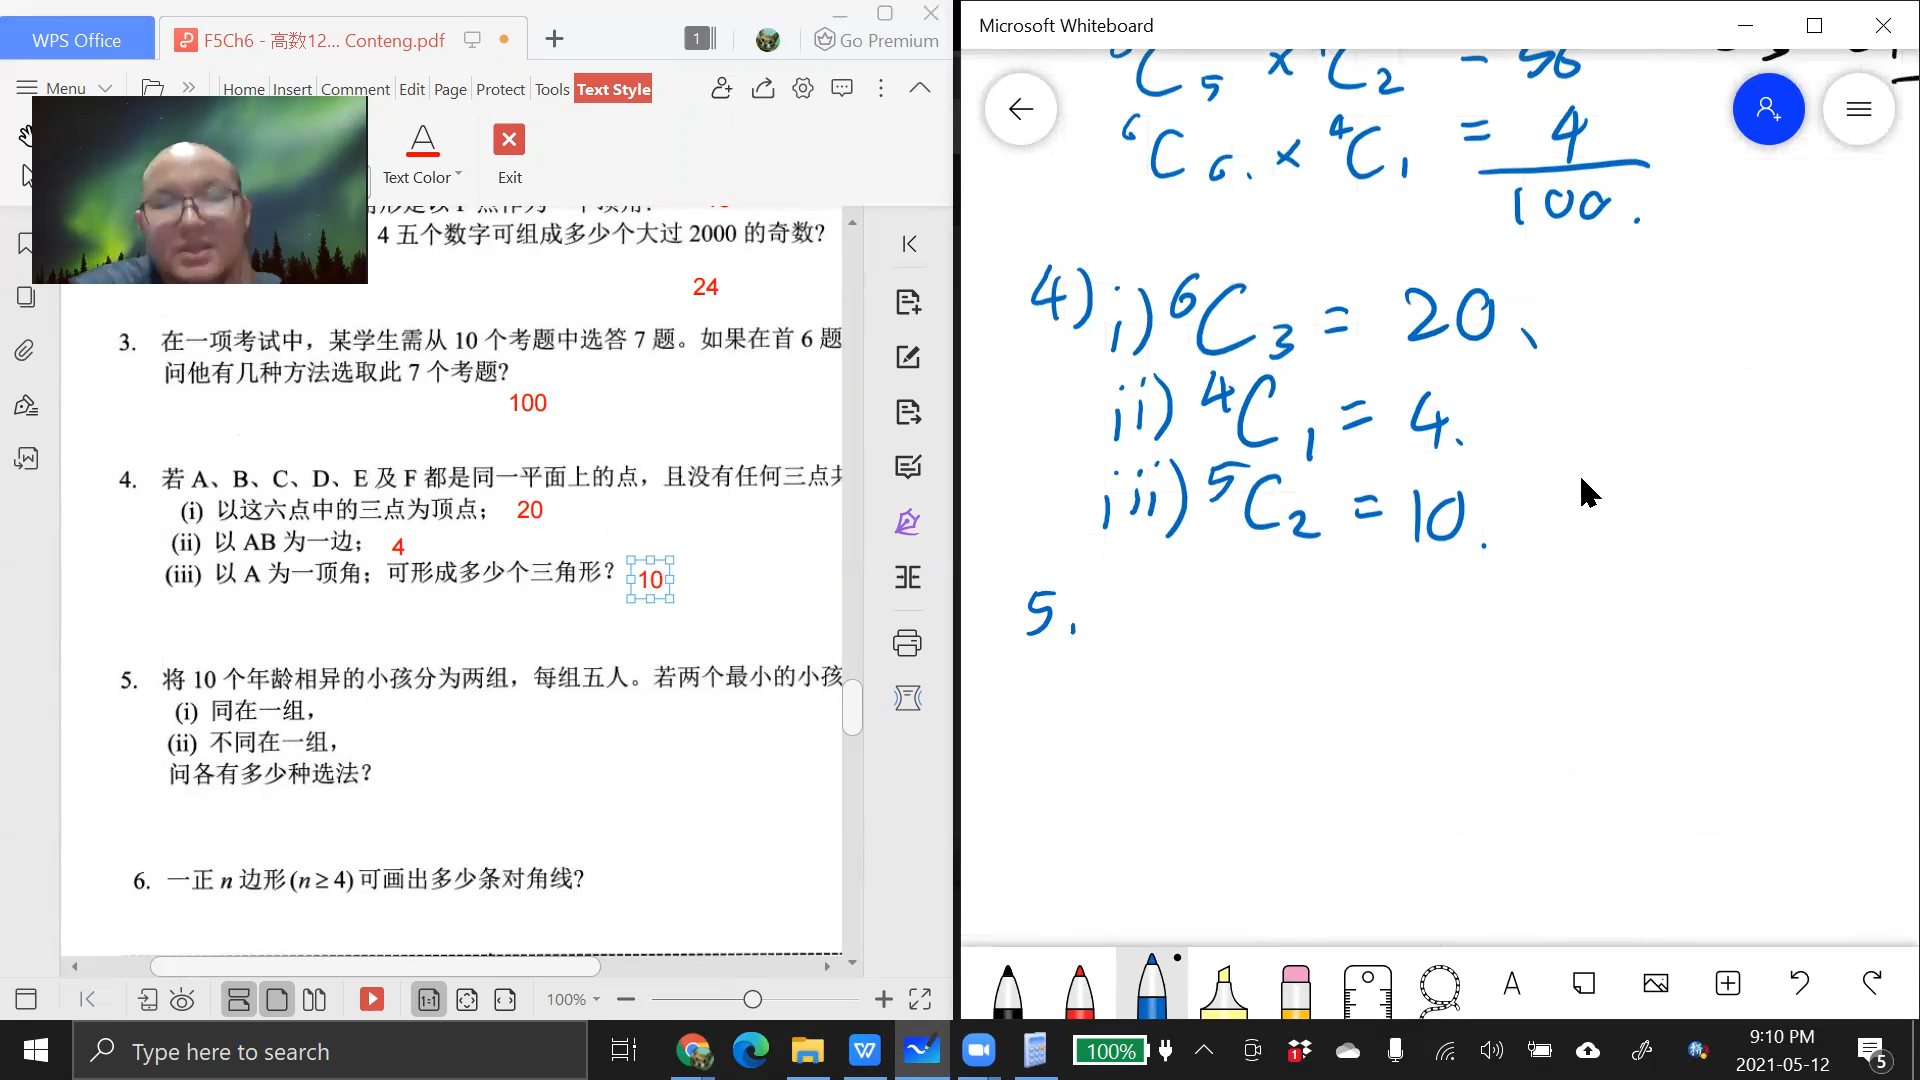 WPS Office
F5Ch6 - 高数12... Conteng.pdf
1
Go Premium
Menu
Home Insert Comment Edit Page Protect Tools Text Style
Text Color
Exit
4 五个数字可组成多少个大过 2000 的奇数?
24
3. 在一项考试中，某学生需从 10 个考题中选答 7 题。如果在首 6 题
问他有几种方法选取此 7 个考题?
100
4. 若 A、B、C、D、E 及 F 都是同一平面上的点，且没有任何三点共
(i) 以这六点中的三点为顶点； 20
(ii) 以 AB 为一边； 4
(iii) 以 A 为一顶角；可形成多少个三角形? 10
5. 将 10 个年龄相异的小孩分为两组，每组五人。若两个最小的小孩
(i) 同在一组，
(ii) 不同在一组，
问各有多少种选法?
6. 一正 n 边形 (n ≥ 4) 可画出多少条对角线?
100%
Microsoft Whiteboard
C5 × C2 = 36
6C6. × 4C1 = 4
100.
4) i) 6C3 = 20、
ii) 4C1 = 4.
iii) 5C2 = 10.
5.
Type here to search
100%
1
9:10 PM
2021-05-12
5